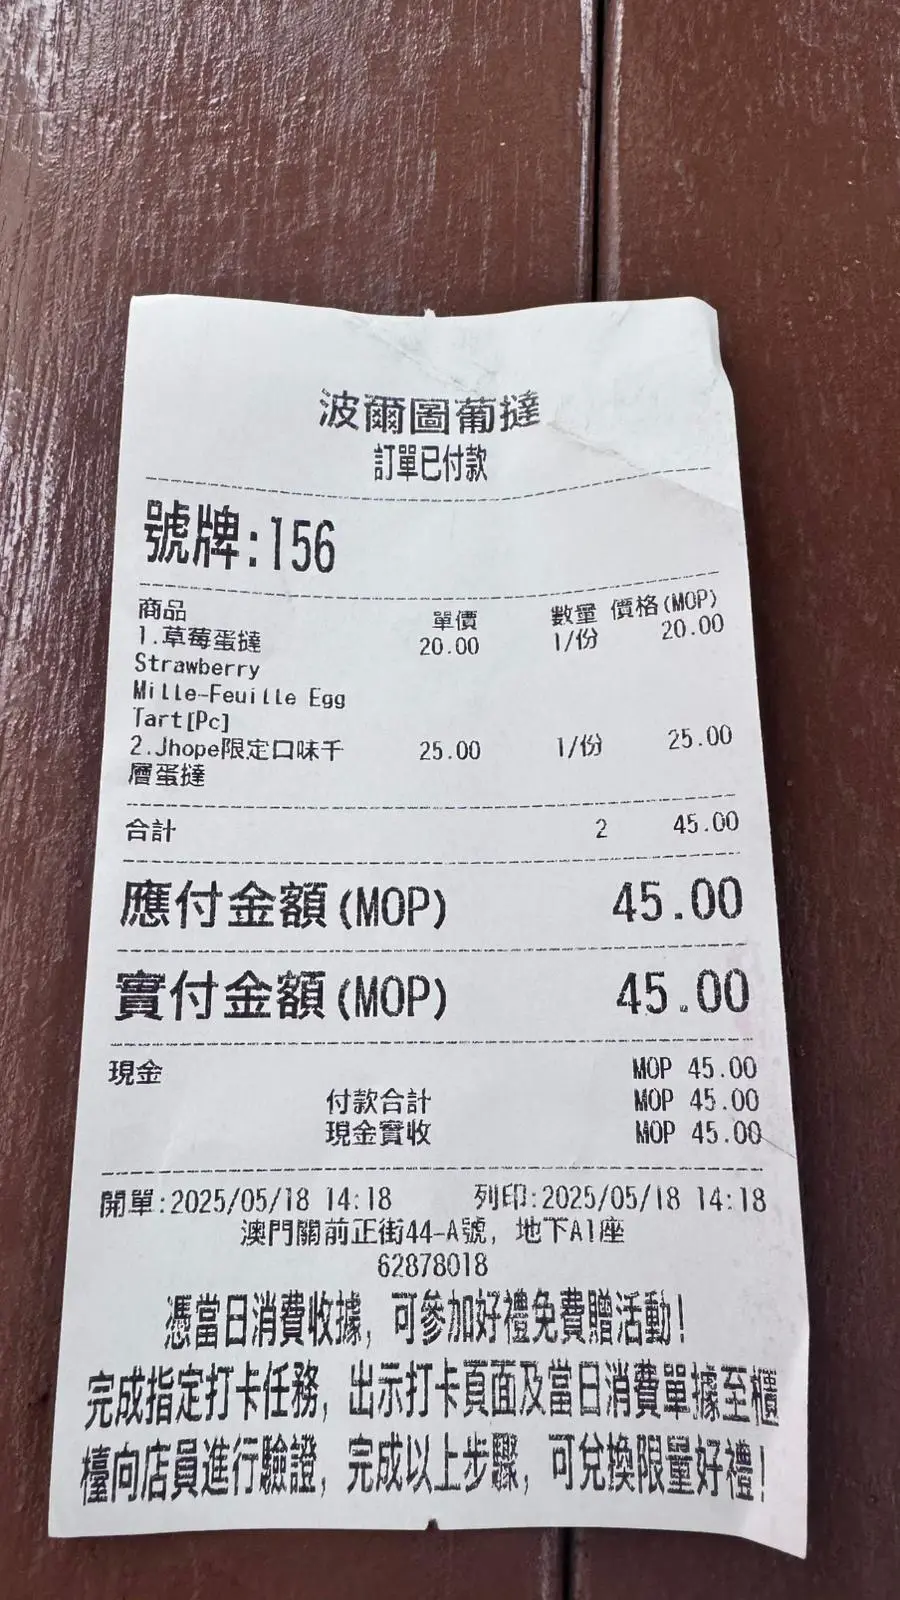 波爾圖葡撻
訂單已付款
號牌:156
商品 單價 數量 價格(MOP)
1.草莓蛋撻 20.00 1/份 20.00
Strawberry
Mille-Feuille Egg
Tart[Pc]
2.Jhope限定口味千 25.00 1/份 25.00
層蛋撻
合計 2 45.00
應付金額(MOP) 45.00
實付金額(MOP) 45.00
現金 MOP 45.00
付款合計 MOP 45.00
現金實收 MOP 45.00
開單:2025/05/18 14:18 列印:2025/05/18 14:18
澳門關前正街44-A號, 地下A1座
62878018
憑當日消費收據, 可參加好禮免費贈活動!
完成指定打卡任務, 出示打卡頁面及當日消費單據至櫃
檯向店員進行驗證, 完成以上步驟, 可兌換限量好禮!